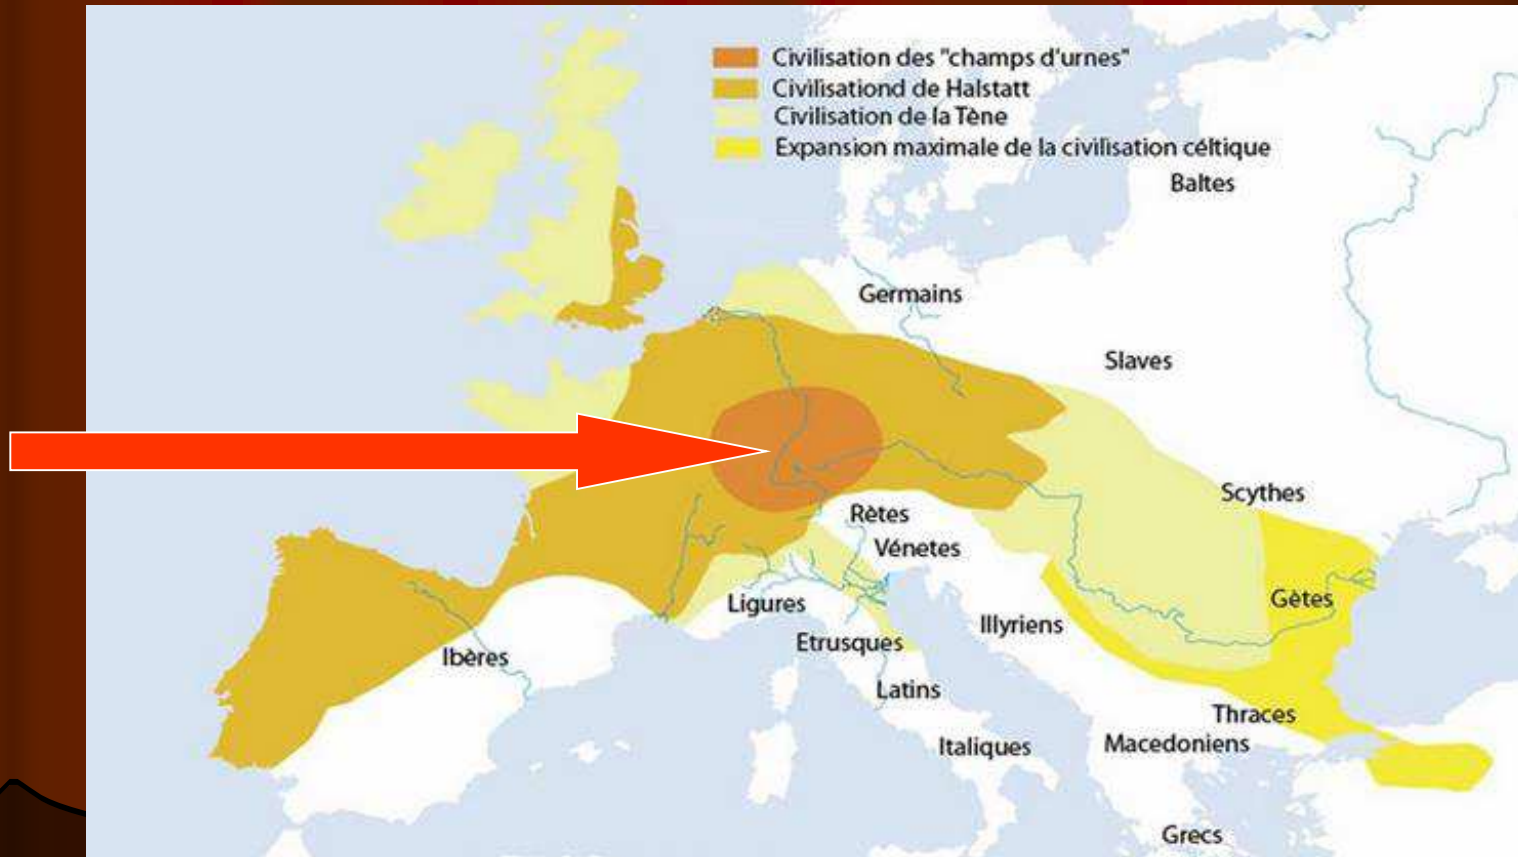 Civilisation des "champs d'urnes"
Civilisationd de Halstatt
Civilisation de la Tène
Expansion maximale de la civilisation céltique
Baltes
Germains
Slaves
Scythes
Rètes
Vénetes
Gètes
Ligures
Illyriens
Etrusques
Ibères
Latins
Thraces
Italiques
Macedoniens
Grecs